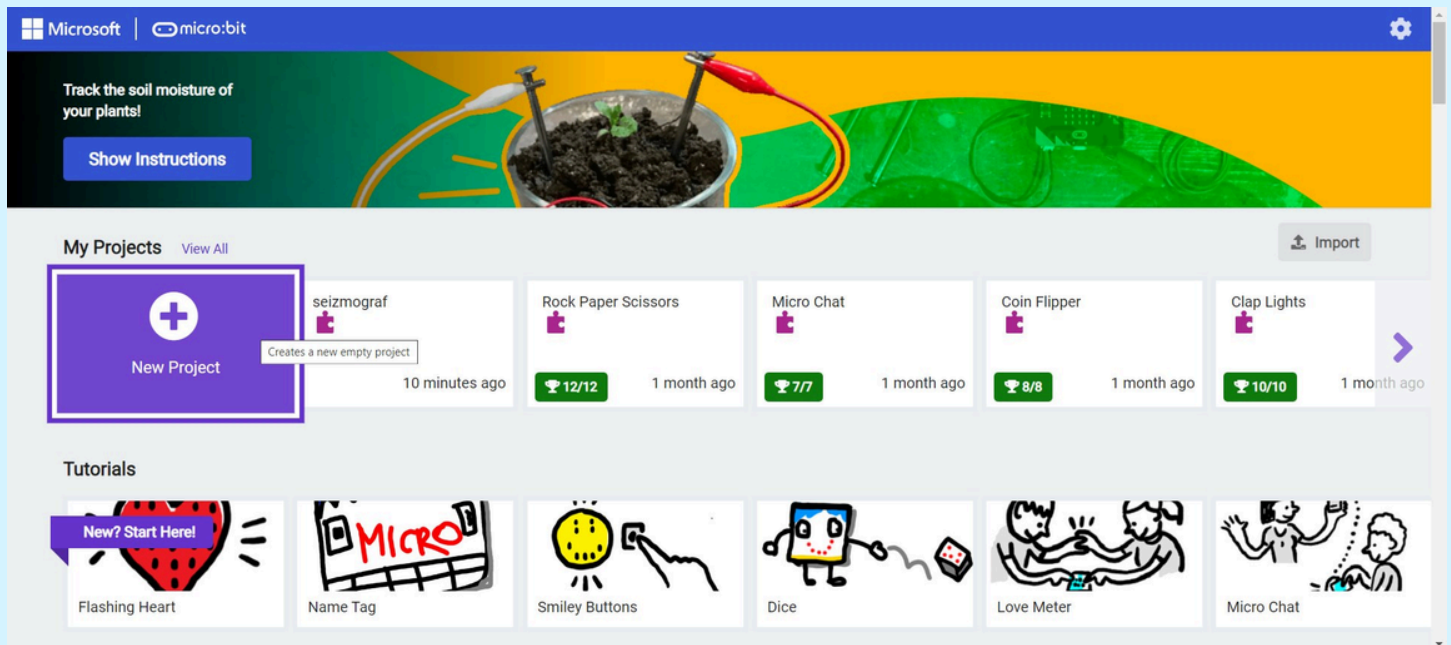 Microsoft micro:bit
Track the soil moisture of
your plants!
Show Instructions
My Projects View All
Import
New Project
Creates a new empty project
seizmograf
10 minutes ago
Rock Paper Scissors
12/12 1 month ago
Micro Chat
7/7 1 month ago
Coin Flipper
8/8 1 month ago
Clap Lights
10/10 1 month ago
Tutorials
New? Start Here!
Flashing Heart
MICRO
Name Tag
Smiley Buttons
Dice
Love Meter
Micro Chat